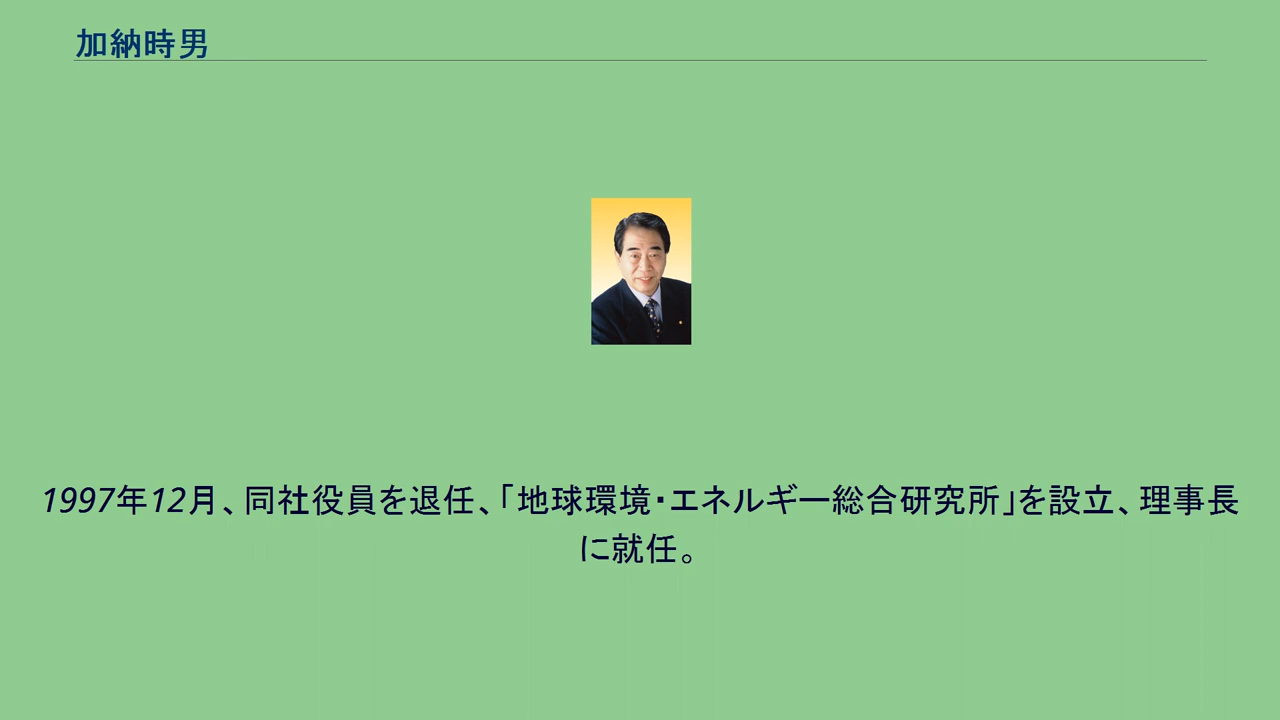 加納時男
1997年12月、同社役員を退任、「地球環境・エネルギー総合研究所」を設立、理事長
に就任。